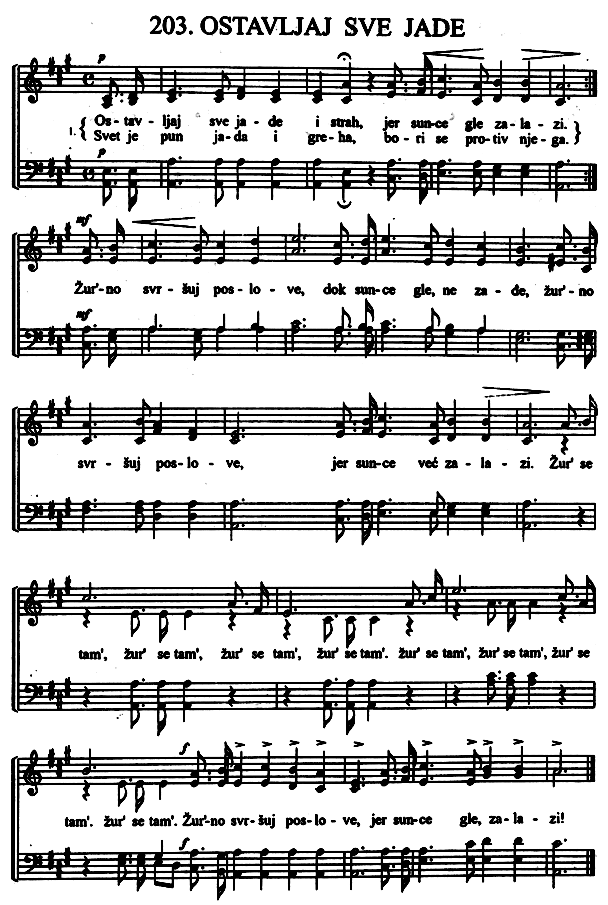 203. OSTAVLJAJ SVE JADE
p
1. { Os-tav-ljaj sve ja-de i strah, jer sun-ce gle za-la-zi. }
{ Svet je pun ja-da i gre-ha, bo-ri se pro-tiv nje-ga. }
p
mf
Žur'-no svr-šuj pos-lo-ve, dok sun-ce gle, ne za-đe, žur'-no
mf
svr-šuj pos-lo-ve, jer sun-ce već za-la-zi. Žur' se
tam', žur' se tam', žur' se tam', žur' se tam'. žur' se tam', žur' se tam', žur' se
f
tam'. žur' se tam'. Žur'-no svr-šuj pos-lo-ve, jer sun-ce gle, za-la-zi!
f